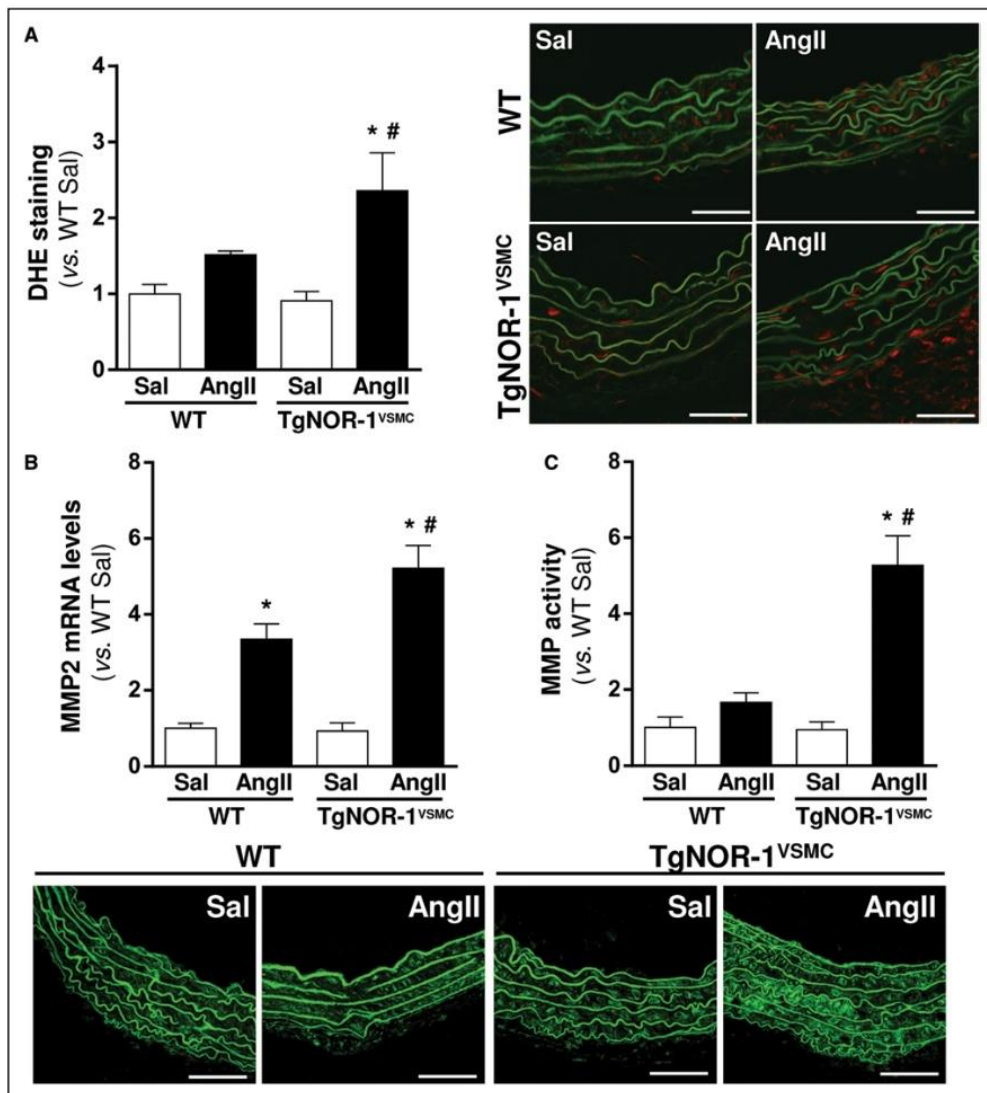 A
DHE staining
(vs. WT Sal)
4
3
2
1
0
* #
Sal AngII Sal AngII
WT TgNOR-1VSMC
Sal AngII
WT
Sal AngII
TgNOR-1VSMC
B
MMP2 mRNA levels
(vs. WT Sal)
8
6
4
2
0
*
* #
Sal AngII Sal AngII
WT TgNOR-1VSMC
C
MMP activity
(vs. WT Sal)
8
6
4
2
0
* #
Sal AngII Sal AngII
WT TgNOR-1VSMC
WT TgNOR-1VSMC
Sal AngII Sal AngII